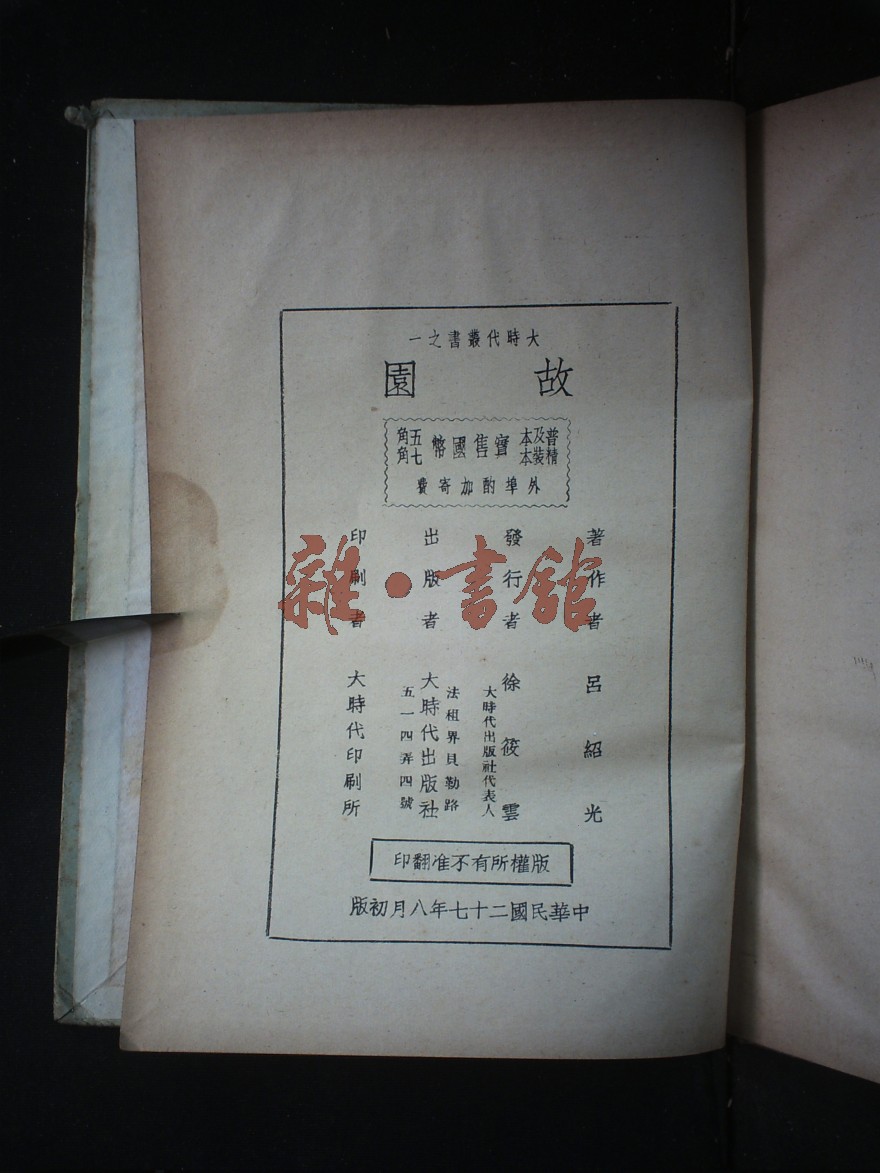 大時代叢書之一
故園
普及本
精裝本
實售國幣
五角
七角
外埠酌加寄費
著作者
呂紹光
發行者
徐筱雲
大時代出版社代表人
出版者
法租界貝勒路
大時代出版社
五一四弄四號
印刷者
大時代印刷所
版權所有不准翻印
中華民國二十七年八月初版
雜·書館